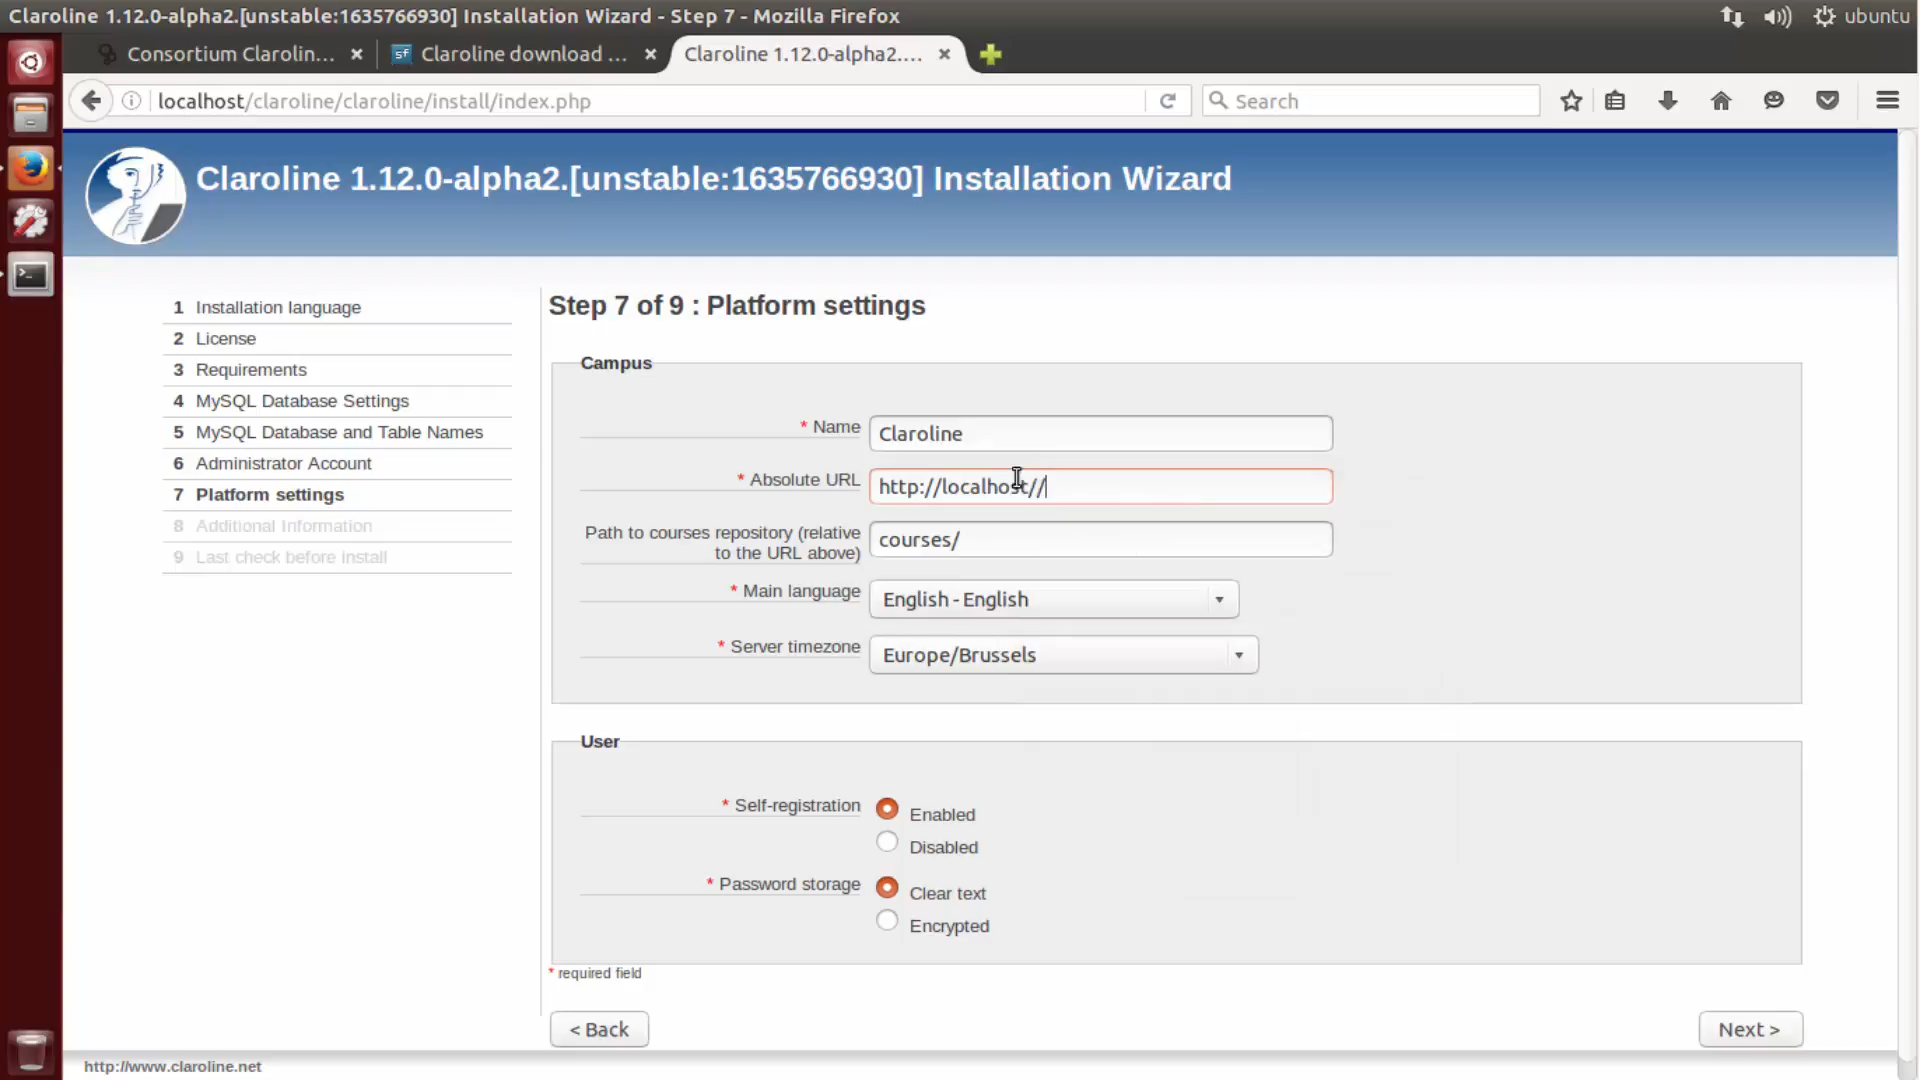 Claroline 1.12.0-alpha2.[unstable:1635766930] Installation Wizard - Step 7 - Mozilla Firefox
ubuntu
Consortium Clarolin...
sf Claroline download ...
Claroline 1.12.0-alpha2....
localhost/claroline/claroline/install/index.php
Search
Claroline 1.12.0-alpha2.[unstable:1635766930] Installation Wizard
1 Installation language
2 License
3 Requirements
4 MySQL Database Settings
5 MySQL Database and Table Names
6 Administrator Account
7 Platform settings
8 Additional Information
9 Last check before install
Step 7 of 9 : Platform settings
Campus
* Name
Claroline
* Absolute URL
http://localhost//
Path to courses repository (relative
to the URL above)
courses/
* Main language
English - English
* Server timezone
Europe/Brussels
User
* Self-registration
Enabled
Disabled
* Password storage
Clear text
Encrypted
* required field
< Back
Next >
http://www.claroline.net